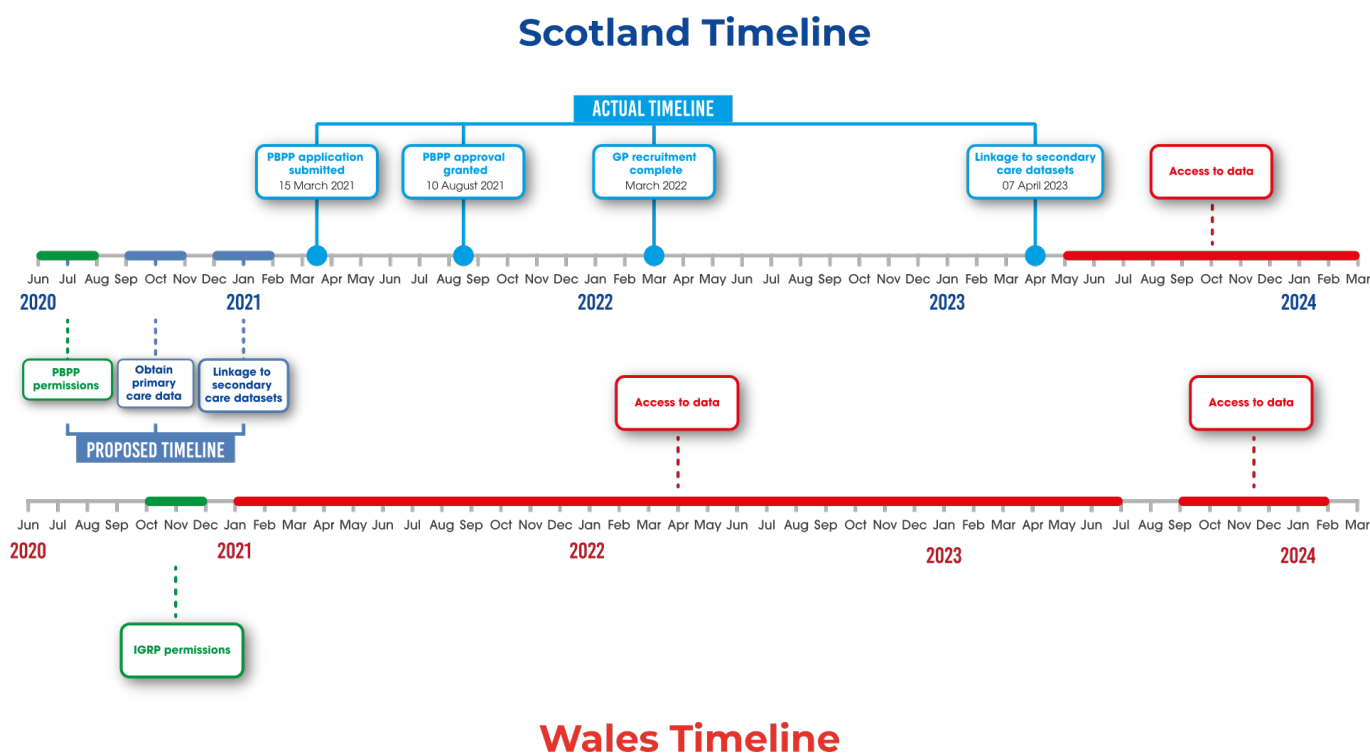 Scotland Timeline
ACTUAL TIMELINE
PBPP application
submitted
15 March 2021
PBPP approval
granted
10 August 2021
GP recruitment
complete
March 2022
Linkage to secondary
care datasets
07 April 2023
Access to data
Jun Jul Aug Sep Oct Nov Dec Jan Feb Mar Apr May Jun Jul Aug Sep Oct Nov Dec Jan Feb Mar Apr May Jun Jul Aug Sep Oct Nov Dec Jan Feb Mar Apr May Jun Jul Aug Sep Oct Nov Dec Jan Feb Mar
2020 2021 2022 2023 2024
PBPP
permissions
Obtain
primary
care data
Linkage to
secondary
care datasets
PROPOSED TIMELINE
Access to data
Access to data
Jun Jul Aug Sep Oct Nov Dec Jan Feb Mar Apr May Jun Jul Aug Sep Oct Nov Dec Jan Feb Mar Apr May Jun Jul Aug Sep Oct Nov Dec Jan Feb Mar Apr May Jun Jul Sep Oct Nov Dec Jan Feb Mar
2020 2021 2022 2023 2024
IGRP permissions
Wales Timeline